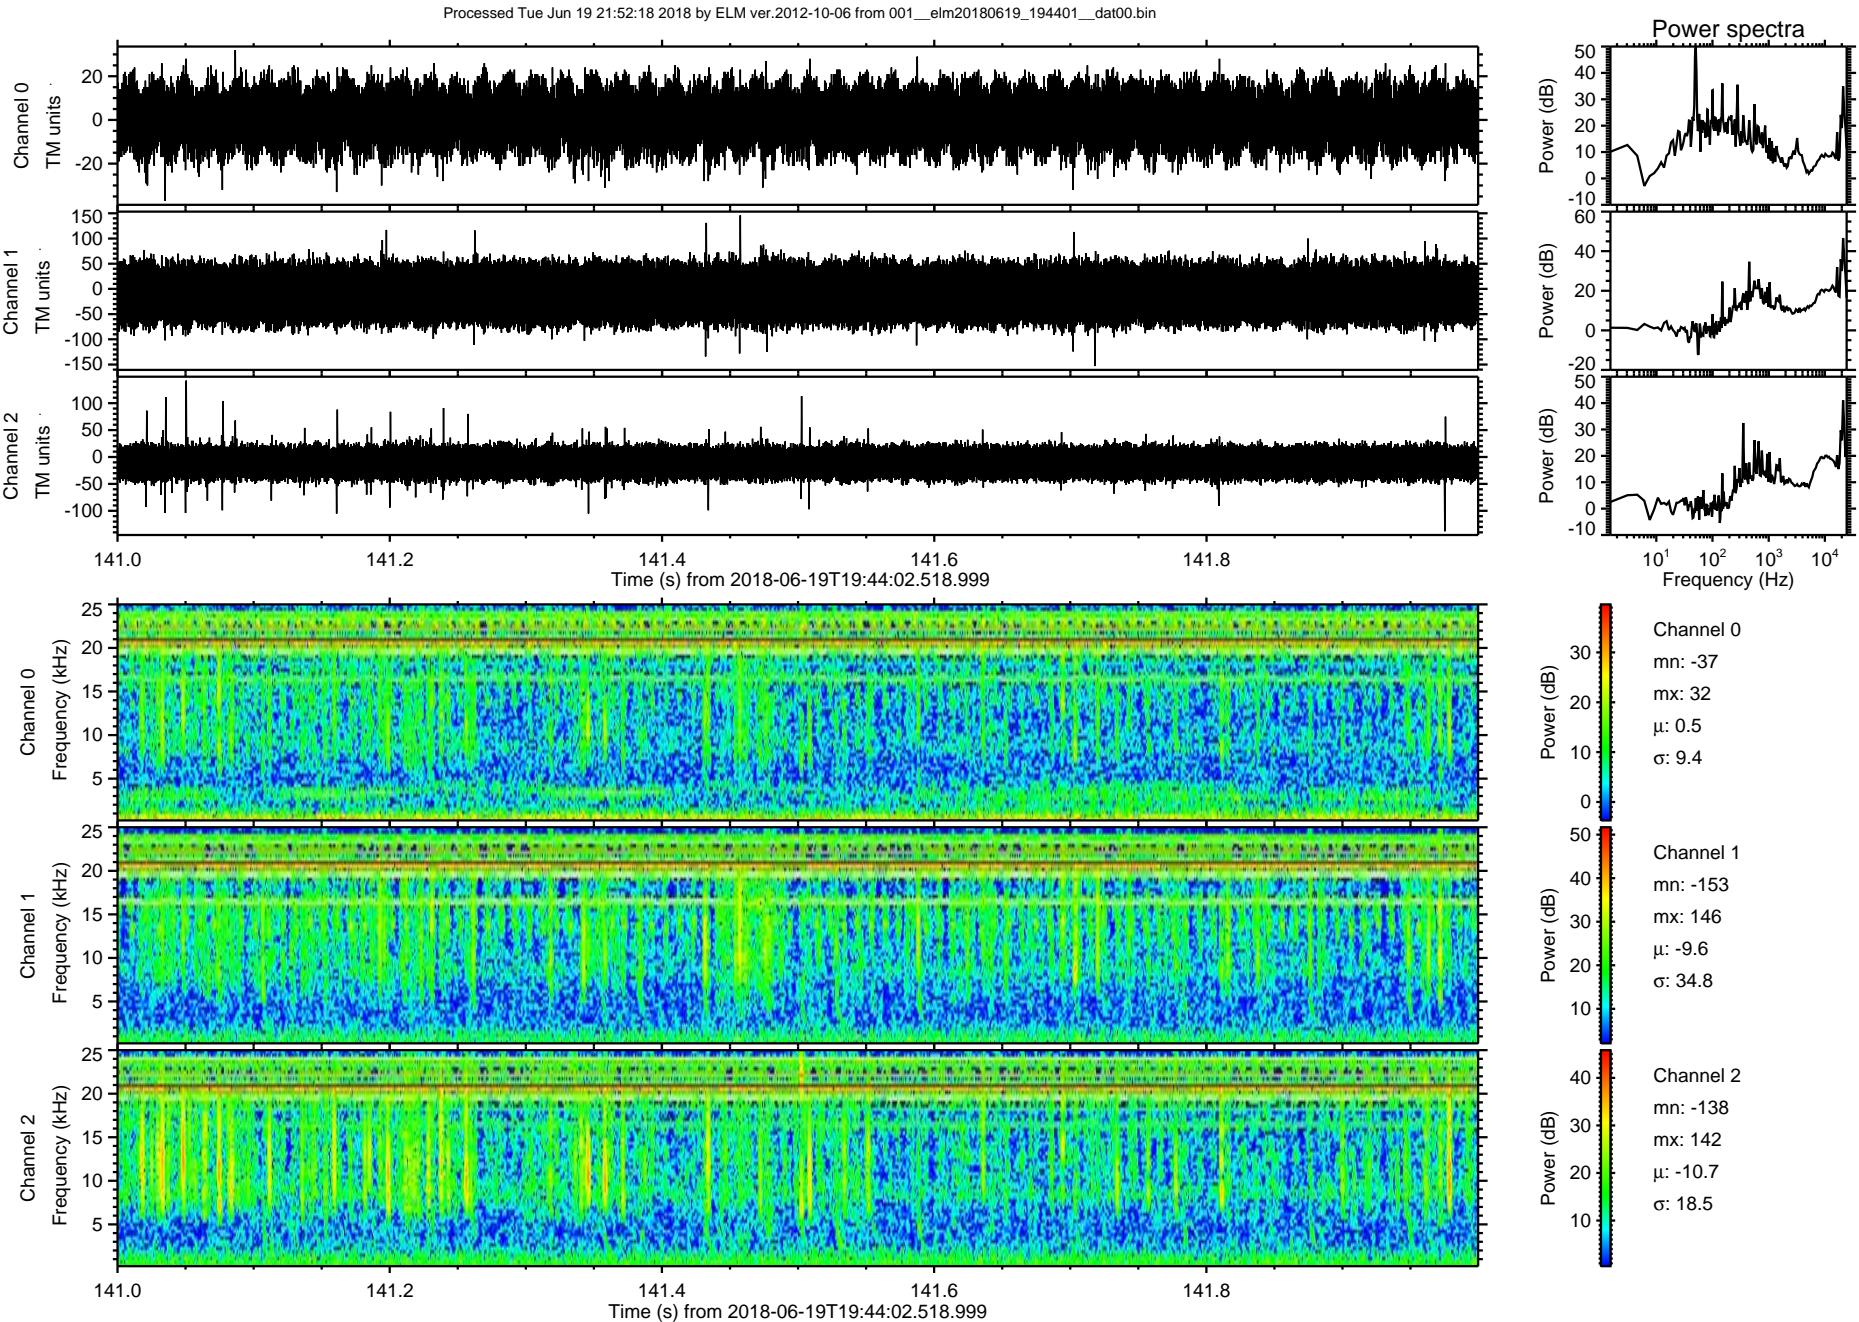 Processed Tue Jun 19 21:52:18 2018 by ELM ver.2012-10-06 from 001__elm20180619_194401__dat00.bin
Power spectra
Channel 0
TM units
20
0
-20
Power (dB)
50
40
30
20
10
0
-10
Channel 1
TM units
150
100
50
0
-50
-100
-150
Power (dB)
60
40
20
0
-20
Channel 2
TM units
100
50
0
-50
-100
Power (dB)
50
40
30
20
10
0
-10
141.0 141.2 141.4 141.6 141.8
Time (s) from 2018-06-19T19:44:02.518.999
10^1 10^2 10^3 10^4
Frequency (Hz)
Channel 0
Frequency (kHz)
25
20
15
10
5
Power (dB)
30
20
10
0
Channel 0
mn: -37
mx: 32
μ: 0.5
σ: 9.4
Channel 1
Frequency (kHz)
25
20
15
10
5
Power (dB)
50
40
30
20
10
Channel 1
mn: -153
mx: 146
μ: -9.6
σ: 34.8
Channel 2
Frequency (kHz)
25
20
15
10
5
Power (dB)
40
30
20
10
Channel 2
mn: -138
mx: 142
μ: -10.7
σ: 18.5
141.0 141.2 141.4 141.6 141.8
Time (s) from 2018-06-19T19:44:02.518.999